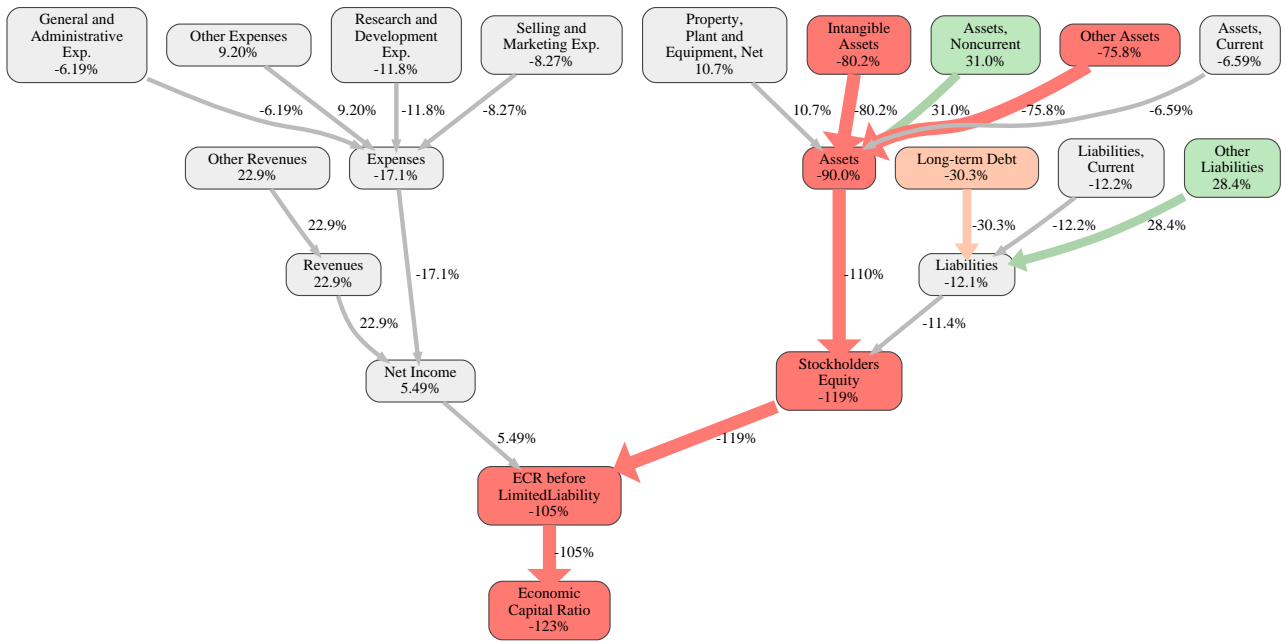 General and
Administrative
Exp.
-6.19%
Other Expenses
9.20%
Research and
Development
Exp.
-11.8%
Selling and
Marketing Exp.
-8.27%
Property,
Plant and
Equipment, Net
10.7%
Intangible
Assets
-80.2%
Assets,
Noncurrent
31.0%
Other Assets
-75.8%
Assets,
Current
-6.59%
-6.19%
9.20%
-11.8%
-8.27%
10.7%
-80.2%
31.0%
-75.8%
-6.59%
Other Revenues
22.9%
Expenses
-17.1%
Assets
-90.0%
Long-term Debt
-30.3%
Liabilities,
Current
-12.2%
Other
Liabilities
28.4%
22.9%
-30.3%
-12.2%
28.4%
Revenues
22.9%
-17.1%
-110%
Liabilities
-12.1%
22.9%
-11.4%
Net Income
5.49%
Stockholders
Equity
-119%
5.49%
-119%
ECR before
LimitedLiability
-105%
-105%
Economic
Capital Ratio
-123%